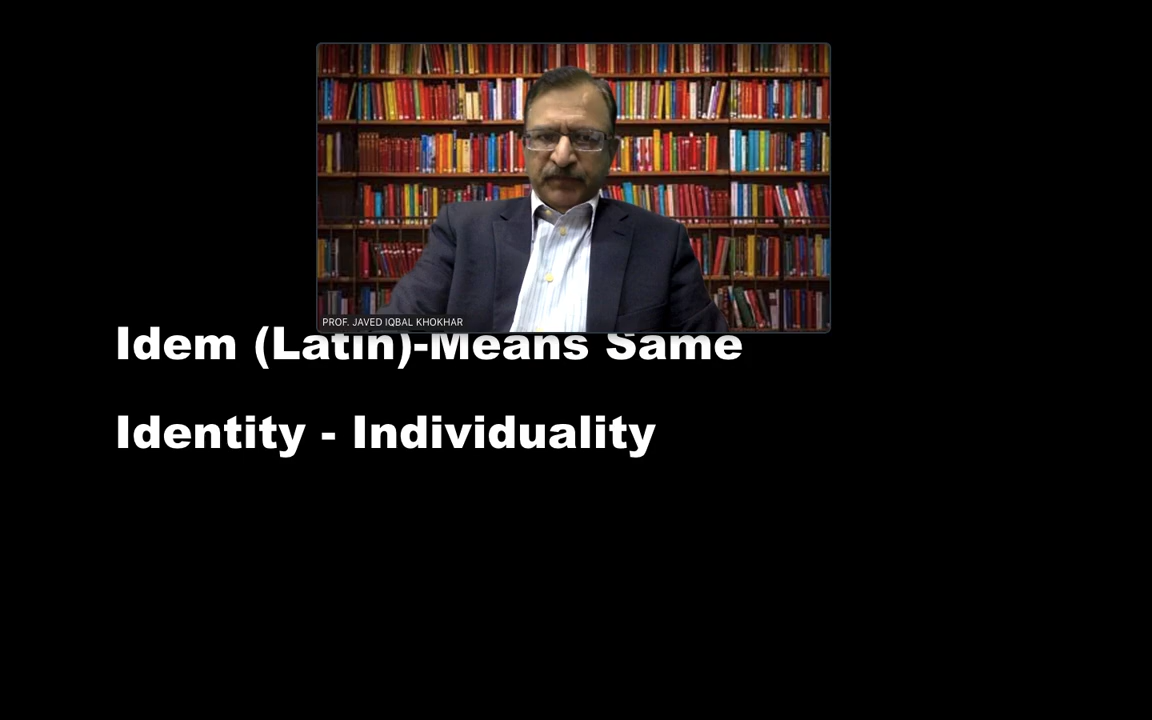 PROF. JAVED IQBAL KHOKHAR
Idem (Latin)-Means Same
Identity - Individuality